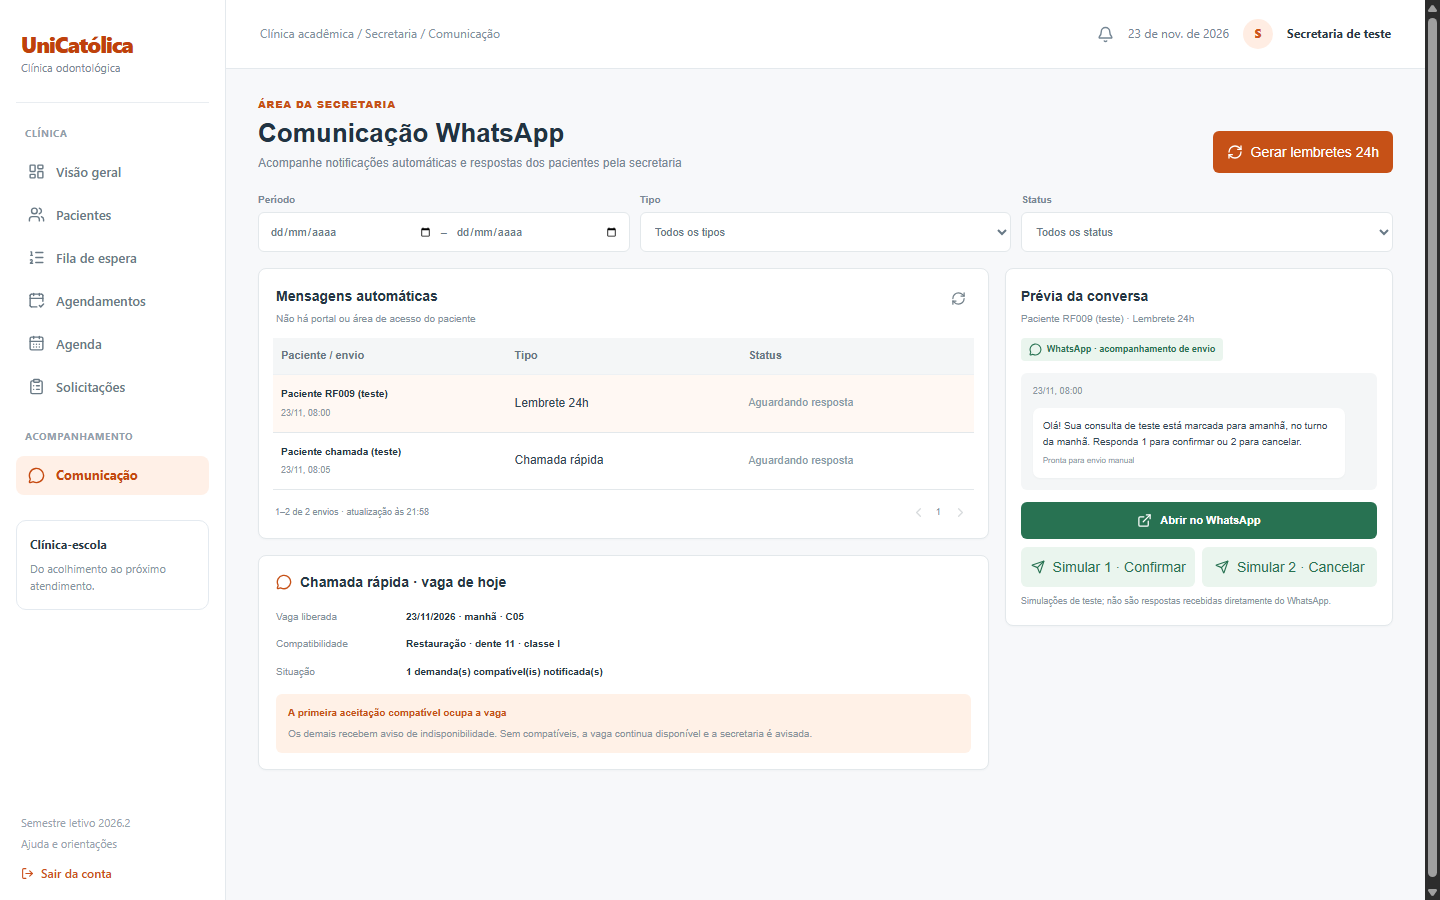 UniCatólica
Clínica odontológica
CLÍNICA
Visão geral
Pacientes
Fila de espera
Agendamentos
Agenda
Solicitações
ACOMPANHAMENTO
Comunicação
Clínica-escola
Do acolhimento ao próximo
atendimento.
Semestre letivo 2026.2
Ajuda e orientações
Sair da conta
Clínica acadêmica / Secretaria / Comunicação
23 de nov. de 2026
S
Secretaria de teste
ÁREA DA SECRETARIA
Comunicação WhatsApp
Acompanhe notificações automáticas e respostas dos pacientes pela secretaria
Gerar lembretes 24h
Período
dd/mm/aaaa – dd/mm/aaaa
Tipo
Todos os tipos
Status
Todos os status
Mensagens automáticas
Não há portal ou área de acesso do paciente
Paciente / envio Tipo Status
Paciente RF009 (teste)
23/11, 08:00
Lembrete 24h
Aguardando resposta
Paciente chamada (teste)
23/11, 08:05
Chamada rápida
Aguardando resposta
1–2 de 2 envios · atualização às 21:58
1
Chamada rápida · vaga de hoje
Vaga liberada 23/11/2026 · manhã · C05
Compatibilidade Restauração · dente 11 · classe I
Situação 1 demanda(s) compatível(is) notificada(s)
A primeira aceitação compatível ocupa a vaga
Os demais recebem aviso de indisponibilidade. Sem compatíveis, a vaga continua disponível e a secretaria é avisada.
Prévia da conversa
Paciente RF009 (teste) · Lembrete 24h
WhatsApp · acompanhamento de envio
23/11, 08:00
Olá! Sua consulta de teste está marcada para amanhã, no turno
da manhã. Responda 1 para confirmar ou 2 para cancelar.
Pronta para envio manual
Abrir no WhatsApp
Simular 1 · Confirmar
Simular 2 · Cancelar
Simulações de teste; não são respostas recebidas diretamente do WhatsApp.